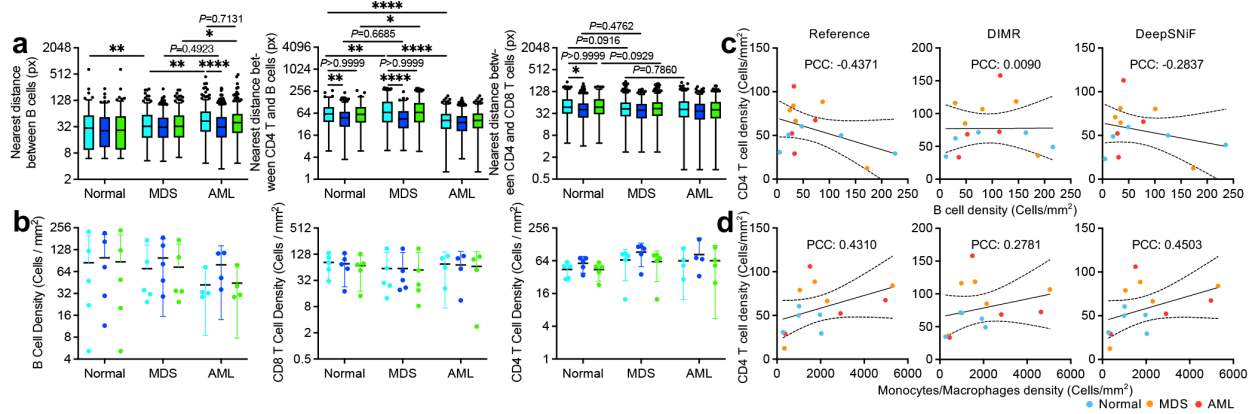 a
Nearest distance
between B cells (px)
2048
512
128
32
8
2
Normal
MDS
AML
**
**
P=0.4923
*
P=0.7131
****
Nearest distance bet-
ween CD4 T and B cells (px)
4096
1024
256
64
16
4
1
Normal
MDS
AML
****
*
P=0.6685
**
****
P>0.9999
P>0.9999
**
****
Nearest distance betw-
een CD4 and CD8 T cells (px)
2048
512
128
32
8
2
0.5
Normal
MDS
AML
P=0.4762
P=0.0916
P>0.9999
P=0.0929
*
P=0.7860
b
B Cell Density (Cells / mm²)
256
128
64
32
16
8
4
Normal
MDS
AML
CD8 T Cell Density (Cells / mm²)
512
128
32
8
2
0.5
Normal
MDS
AML
CD4 T Cell Density (Cells / mm²)
256
64
16
4
1
Normal
MDS
AML
c
Reference
DIMR
DeepSNiF
PCC: -0.4371
PCC: 0.0090
PCC: -0.2837
CD4 T cell density (Cells/mm²)
150
100
50
0
0 50 100 150 200 250
150
100
50
0
0 50 100 150 200 250
150
100
50
0
0 50 100 150 200 250
B cell density (Cells/mm²)
d
PCC: 0.4310
PCC: 0.2781
PCC: 0.4503
CD4 T cell density (Cells/mm²)
150
100
50
0
0 2000 4000 6000
200
150
100
50
0
0 2000 4000 6000
150
100
50
0
0 2000 4000 6000
Monocytes/Macrophages density (Cells/mm²)
Normal MDS AML